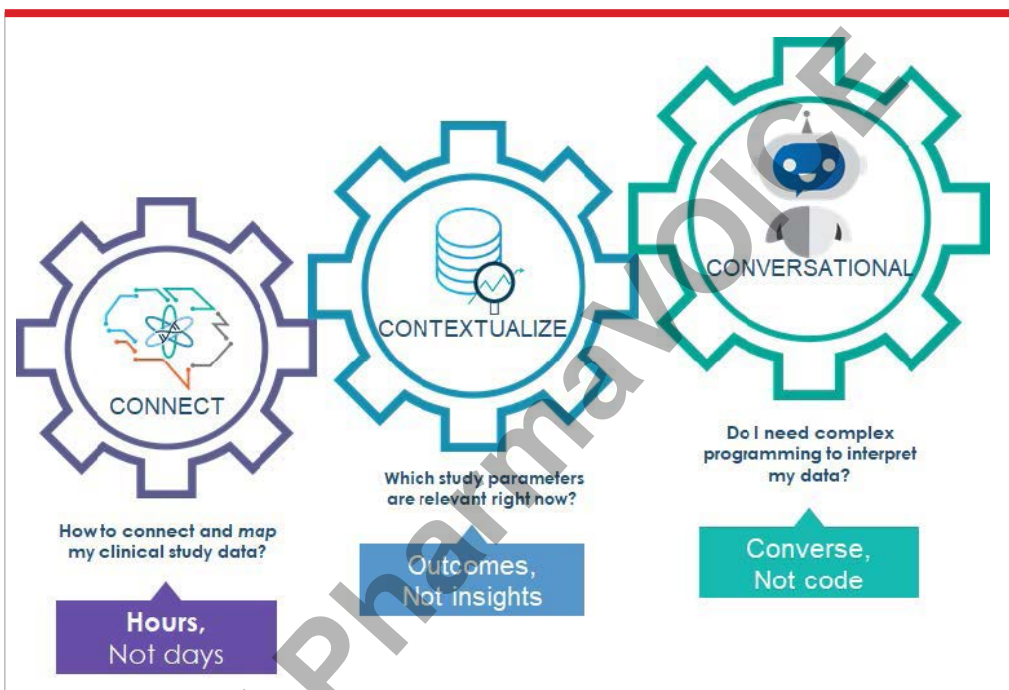 CONNECT
How to connect and map
my clinical study data?
Hours,
Not days
CONTEXTUALIZE
Which study parameters
are relevant right now?
Outcomes,
Not insights
CONVERSATIONAL
Do I need complex
programming to interpret
my data?
Converse,
Not code
PharmaVOICE